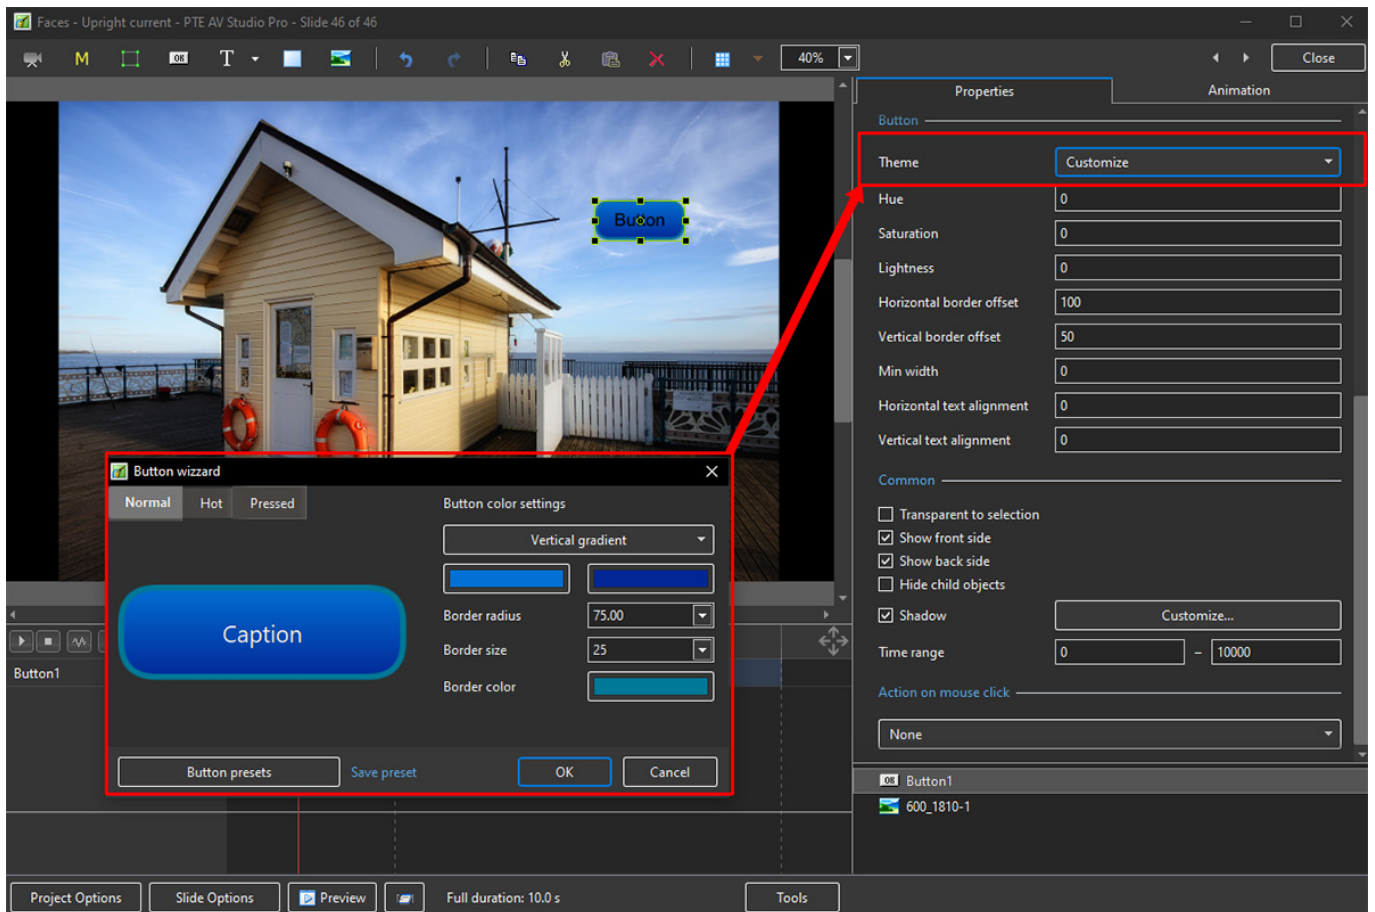 Faces - Upright current - PTE AV Studio Pro - Slide 46 of 46
M OK T 40% Close
Properties Animation
Button
Theme Customize
Hue 0
Saturation 0
Lightness 0
Horizontal border offset 100
Vertical border offset 50
Min width 0
Horizontal text alignment 0
Vertical text alignment 0
Common
Transparent to selection
Show front side
Show back side
Hide child objects
Shadow Customize...
Time range 0 – 10000
Action on mouse click
None
OK Button1
600_1810-1
Button
Button wizzard
Normal Hot Pressed
Button color settings
Vertical gradient
Border radius 75.00
Border size 25
Border color
Caption
Button presets Save preset OK Cancel
Button1
Project Options Slide Options Preview Full duration: 10.0 s Tools